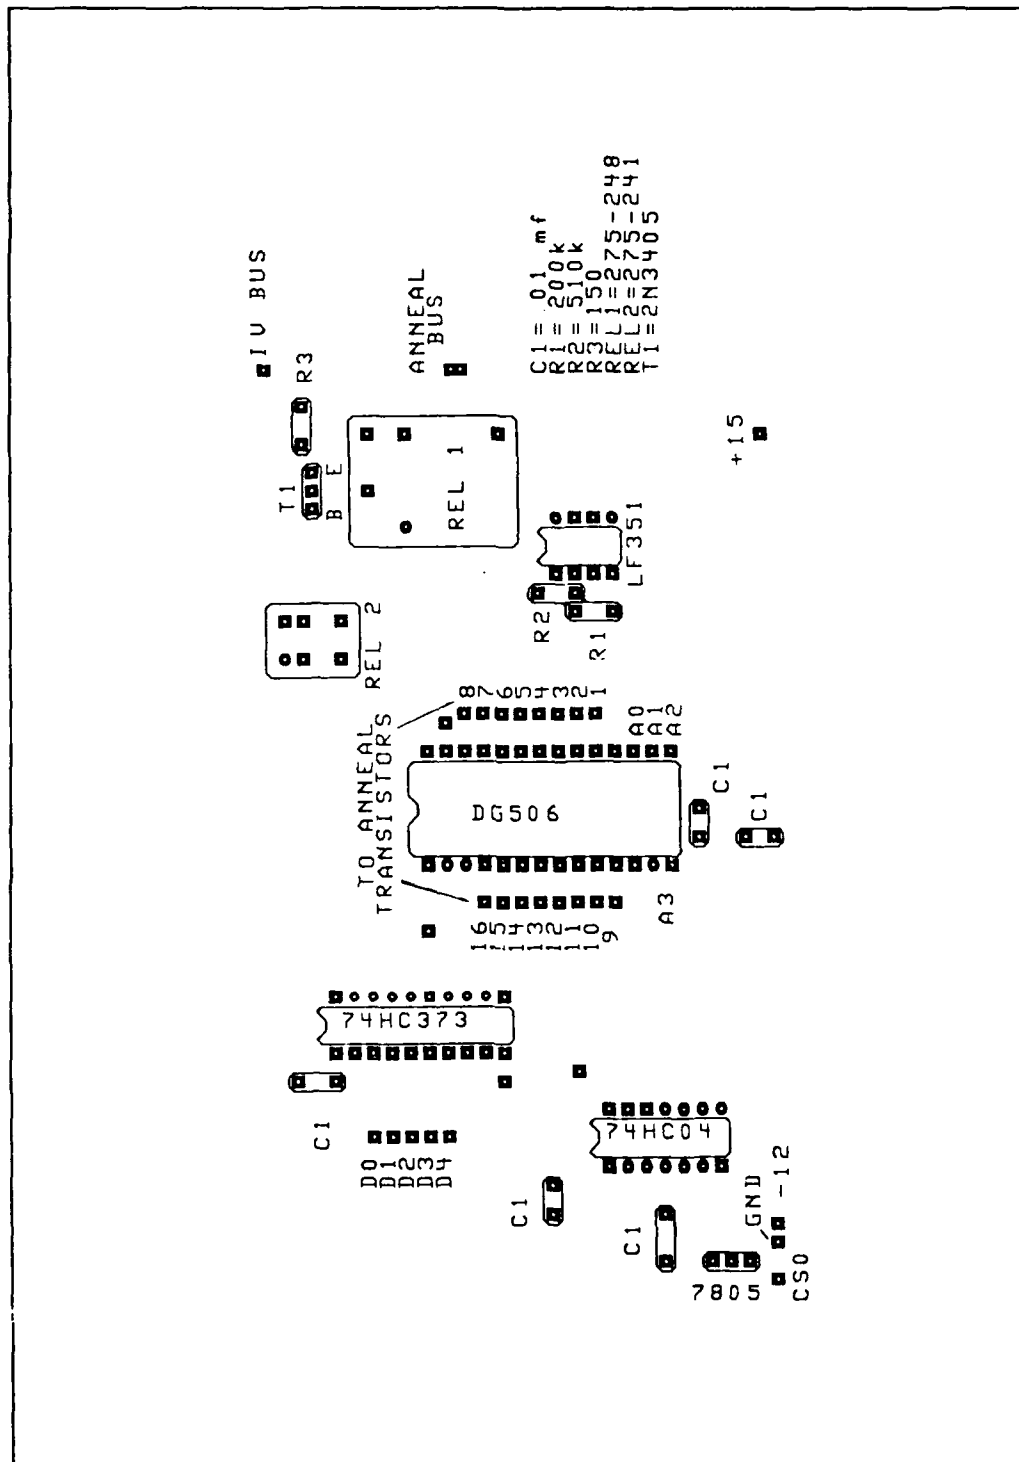 IV BUS
R3
T1
B E
ANNEAL
BUS
REL 1
C1= .01 mf
R1= 200k
R2=510k
R3=150
REL1=275-248
REL2=275-241
T1=2N3405
+15
LF351
R2
R1
REL 2
TO ANNEAL
TRANSISTORS
8
7
6
5
4
3
2
1
A0
A1
A2
DG506
C1
C1
16
15
14
13
12
11
10
9
A3
74HC373
C1
D0
D1
D2
D3
D4
74HC04
C1
C1
GND
-12
7805
CS0